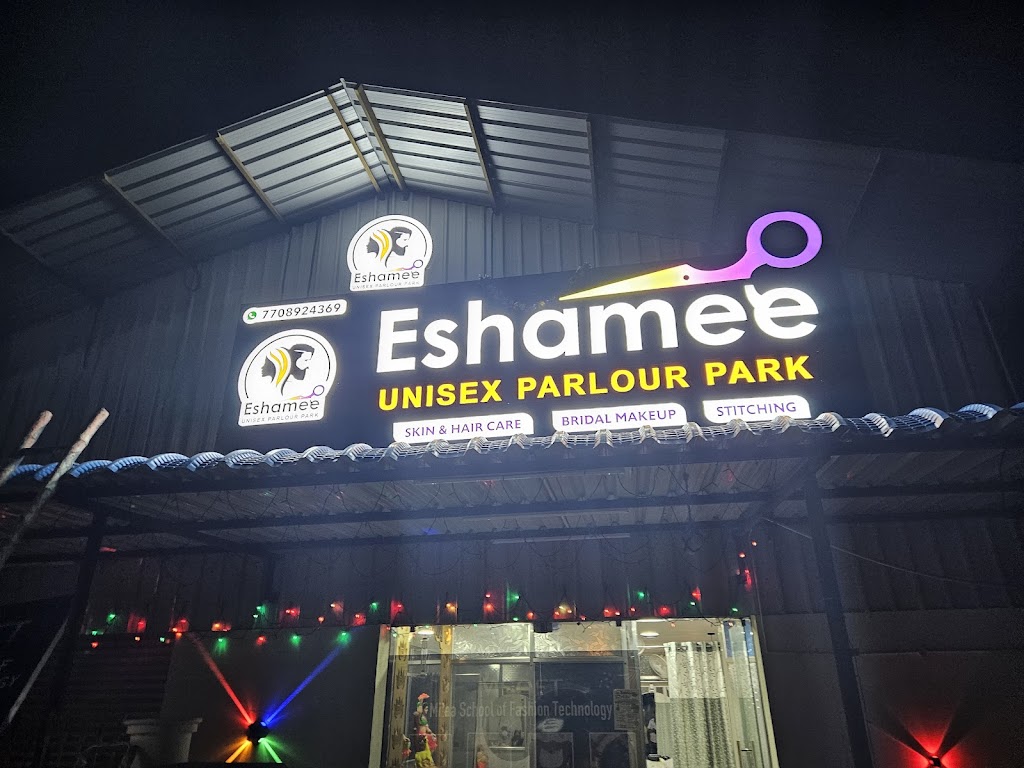 Eshamee
UNISEX PARLOUR PARK
7708924369
Eshamee
UNISEX PARLOUR PARK
Eshamee
UNISEX PARLOUR PARK
SKIN & HAIR CARE
BRIDAL MAKEUP
STITCHING
School of Fashion Technology